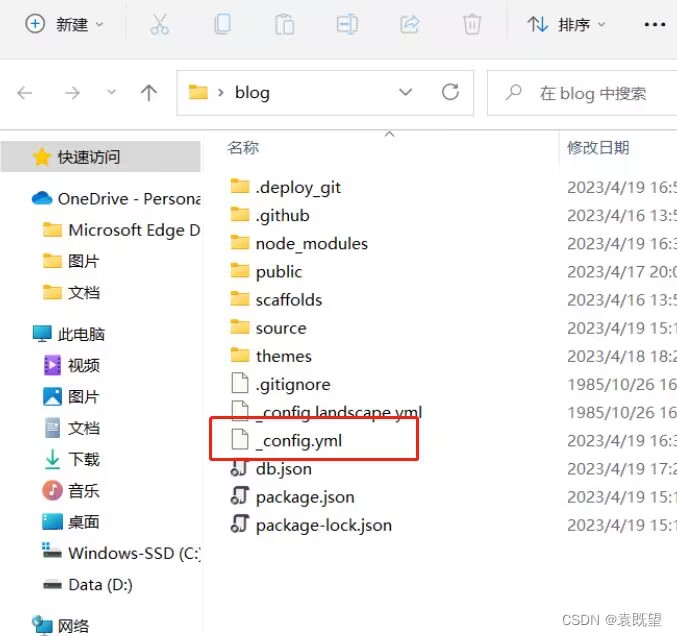 新建
排序
blog
在 blog 中搜索
名称
修改日期
快速访问
OneDrive - Persona
Microsoft Edge D
图片
文档
此电脑
视频
图片
文档
下载
音乐
桌面
Windows-SSD (C:)
Data (D:)
网络
.deploy_git 2023/4/19 16:5
.github 2023/4/16 13:5
node_modules 2023/4/19 16:3
public 2023/4/17 20:0
scaffolds 2023/4/16 13:5
source 2023/4/19 15:1
themes 2023/4/18 18:2
.gitignore 1985/10/26 16
_config.landscape.yml 1985/10/26 16
_config.yml 2023/4/19 16:3
db.json 2023/4/19 17:2
package.json 2023/4/19 15:1
package-lock.json 2023/4/19 15:1
CSDN @袁既望